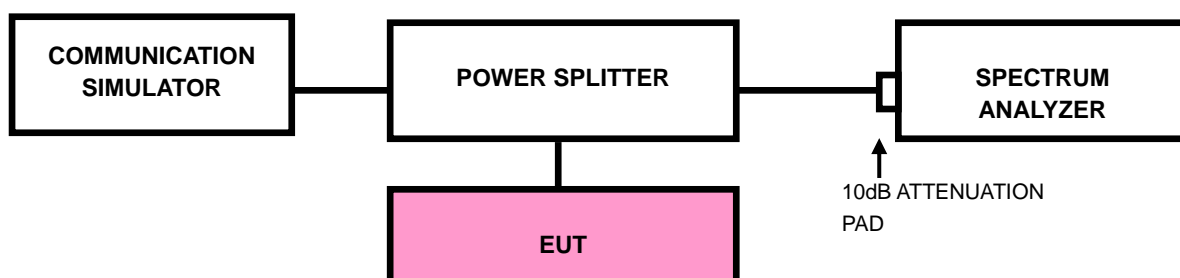 COMMUNICATION
SIMULATOR
POWER SPLITTER
SPECTRUM
ANALYZER
10dB ATTENUATION
PAD
EUT